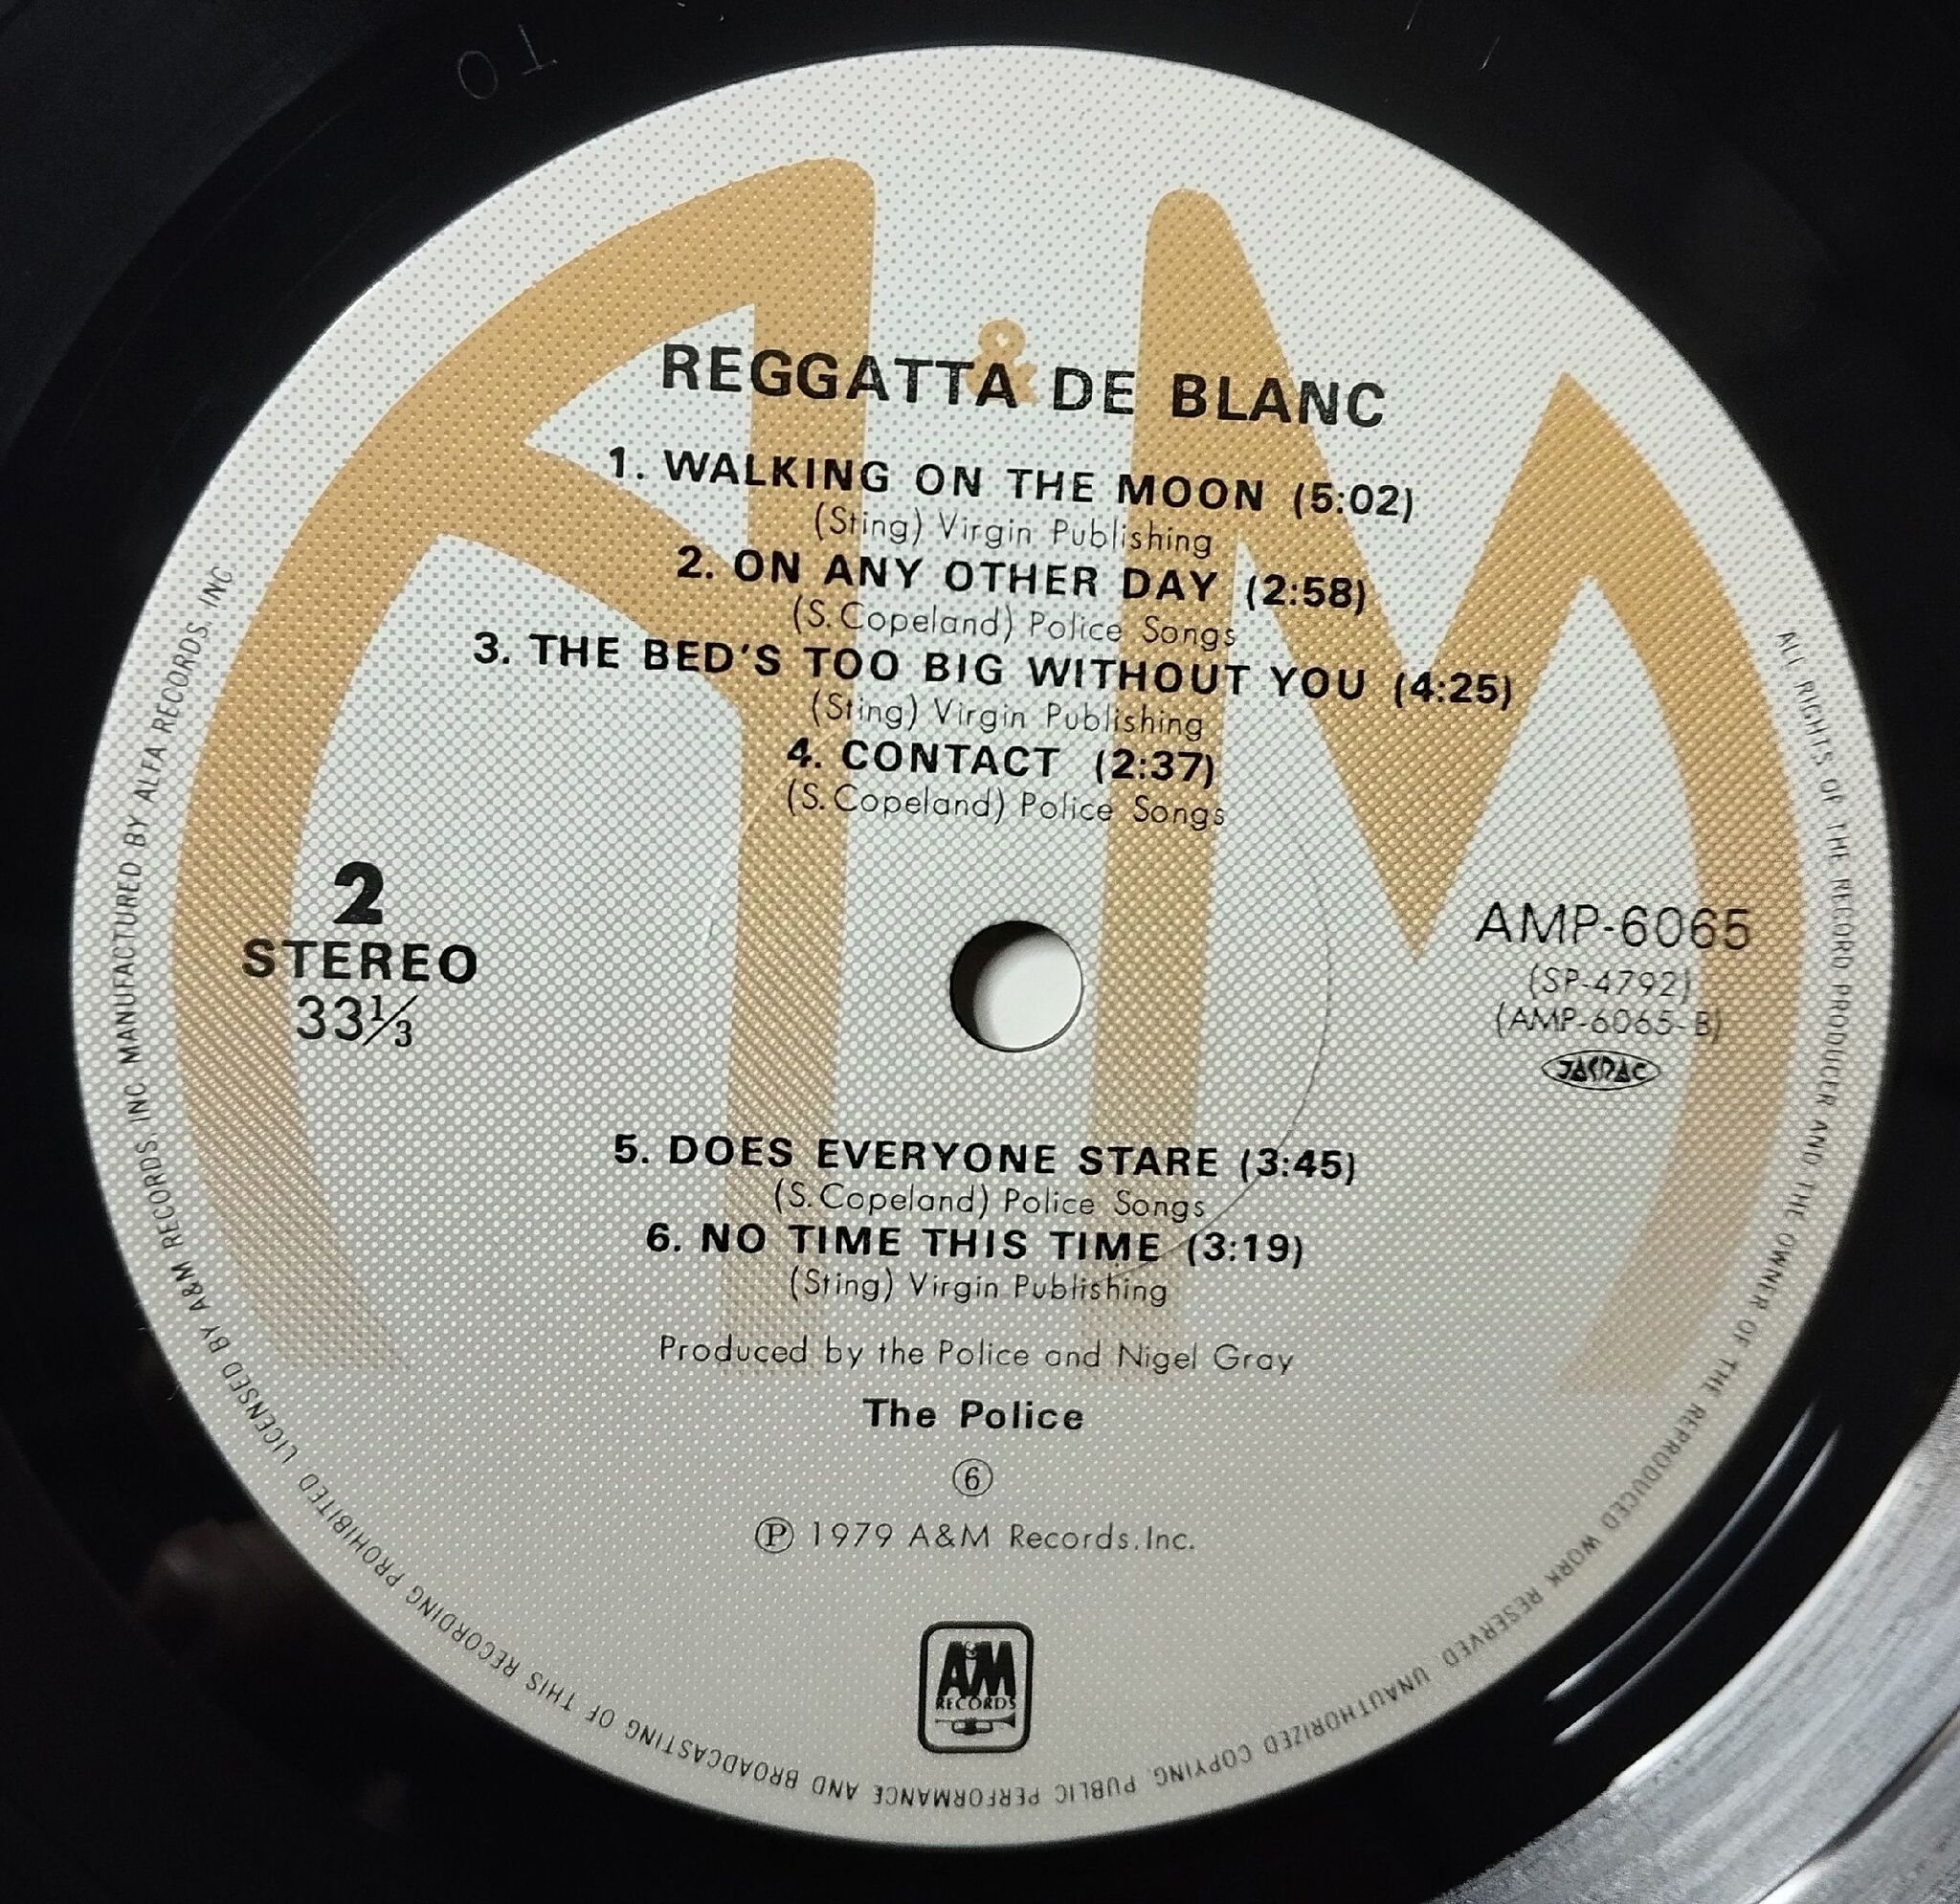 01
A&M
REGGATTA DE BLANC
1. WALKING ON THE MOON (5:02)
(Sting) Virgin Publishing
2. ON ANY OTHER DAY (2:58)
(S. Copeland) Police Songs
3. THE BED'S TOO BIG WITHOUT YOU (4:25)
(Sting) Virgin Publishing
4. CONTACT (2:37)
(S. Copeland) Police Songs
2
STEREO
33⅓
AMP-6065
(SP-4792)
(AMP-6065-B)
JASRAC
5. DOES EVERYONE STARE (3:45)
(S. Copeland) Police Songs
6. NO TIME THIS TIME (3:19)
(Sting) Virgin Publishing
Produced by the Police and Nigel Gray
The Police
⑥
Ⓟ 1979 A&M Records.Inc.
A&M
RECORDS
ALL RIGHTS OF THE RECORD PRODUCER AND THE OWNER OF THE REPRODUCED WORK RESERVED. UNAUTHORIZED COPYING, PUBLIC PERFORMANCE AND BROADCASTING OF THIS RECORDING PROHIBITED. LICENSED BY A&M RECORDS, INC. MANUFACTURED BY ALFA RECORDS, INC